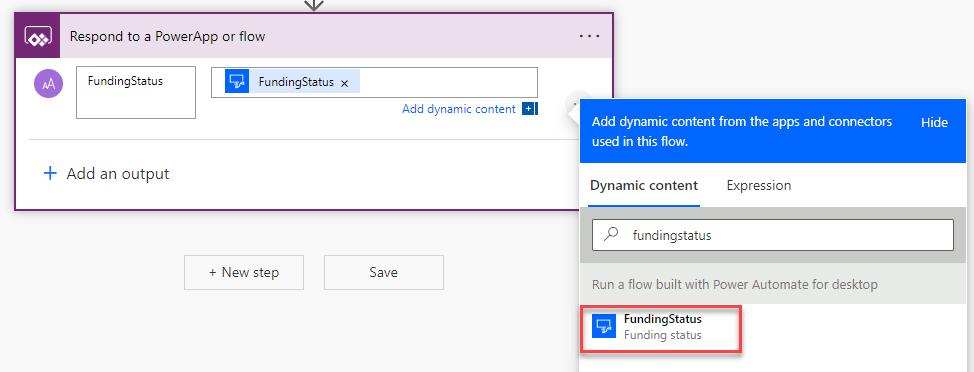 Respond to a PowerApp or flow
AA
FundingStatus
FundingStatus ×
Add dynamic content
+ Add an output
+ New step
Save
Add dynamic content from the apps and connectors
used in this flow.
Hide
Dynamic content
Expression
fundingstatus
Run a flow built with Power Automate for desktop
FundingStatus
Funding status